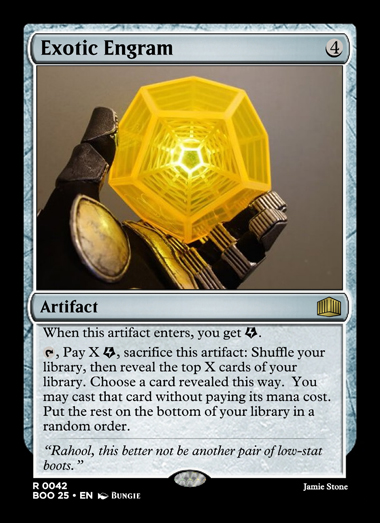 Exotic Engram 4
Artifact
When this artifact enters, you get .
, Pay X , sacrifice this artifact: Shuffle your
library, then reveal the top X cards of your
library. Choose a card revealed this way.  You
may cast that card without paying its mana cost.
Put the rest on the bottom of your library in a
random order.
“Rahool, this better not be another pair of low-stat
boots.”
R 0042
BOO 25 • EN Bungie
Jamie Stone